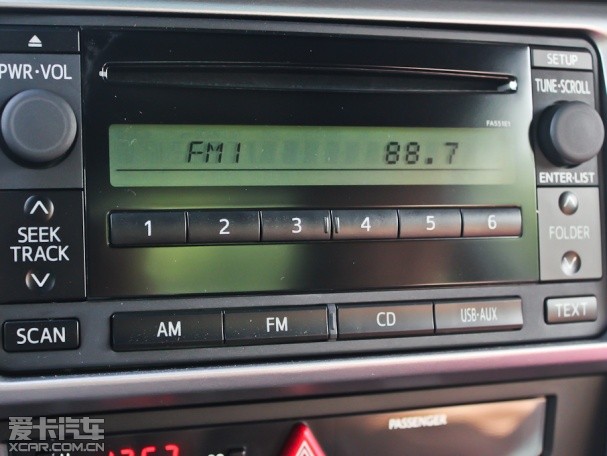 PWR·VOL
SETUP
TUNE·SCROLL
FM1 88.7
ENTER·LIST
1 2 3 4 5 6
SEEK
TRACK
FOLDER
SCAN
AM FM CD USB·AUX
TEXT
PASSENGER
爱卡汽车
XCAR.COM.CN